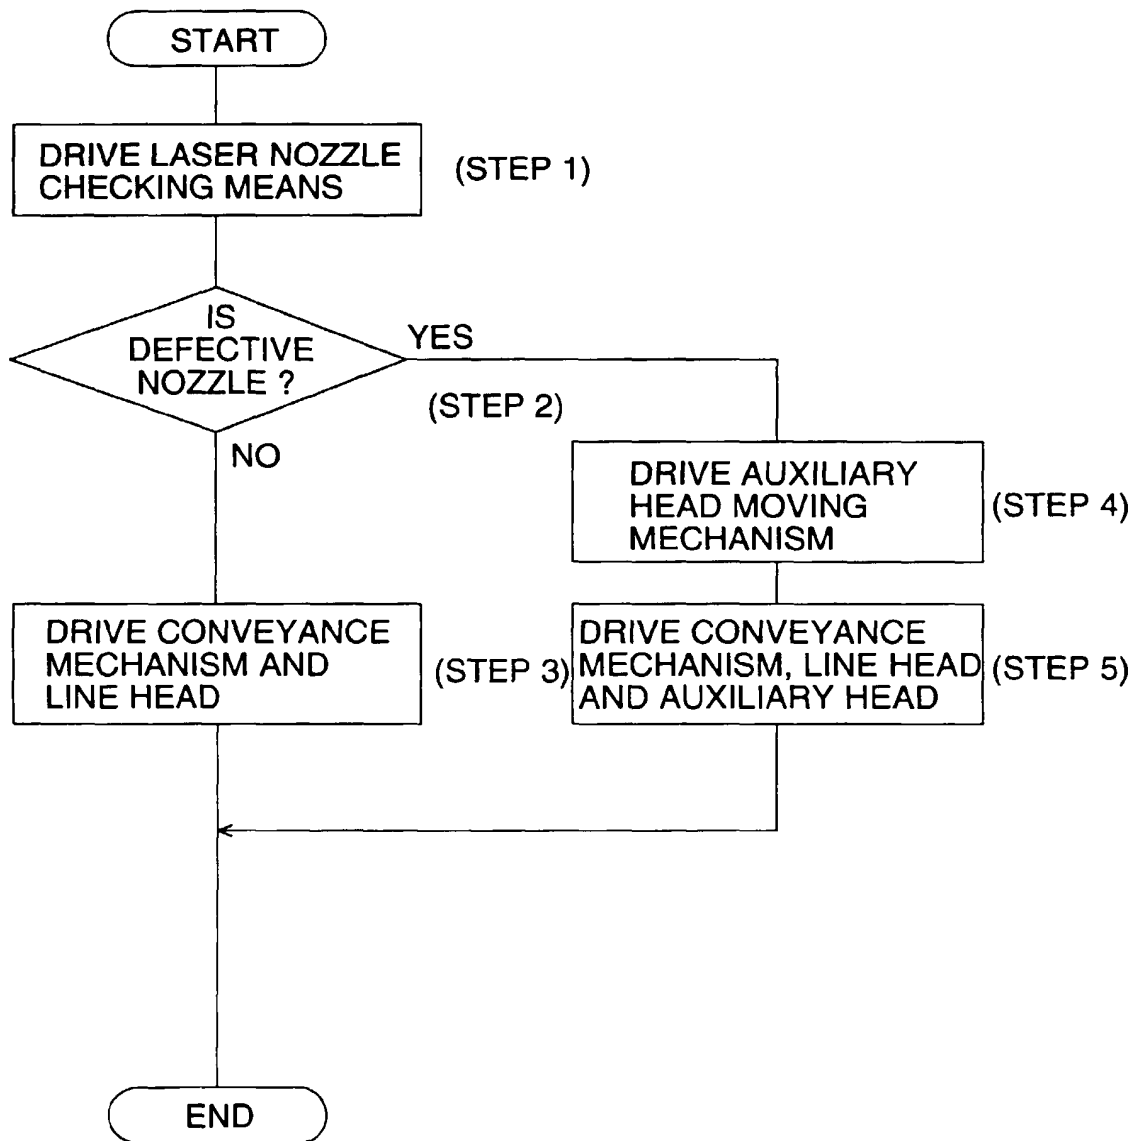 START
DRIVE LASER NOZZLE
CHECKING MEANS
(STEP 1)
IS
DEFECTIVE
NOZZLE ?
YES
(STEP 2)
NO
DRIVE AUXILIARY
HEAD MOVING
MECHANISM
(STEP 4)
DRIVE CONVEYANCE
MECHANISM AND
LINE HEAD
(STEP 3)
DRIVE CONVEYANCE
MECHANISM, LINE HEAD
AND AUXILIARY HEAD
(STEP 5)
END